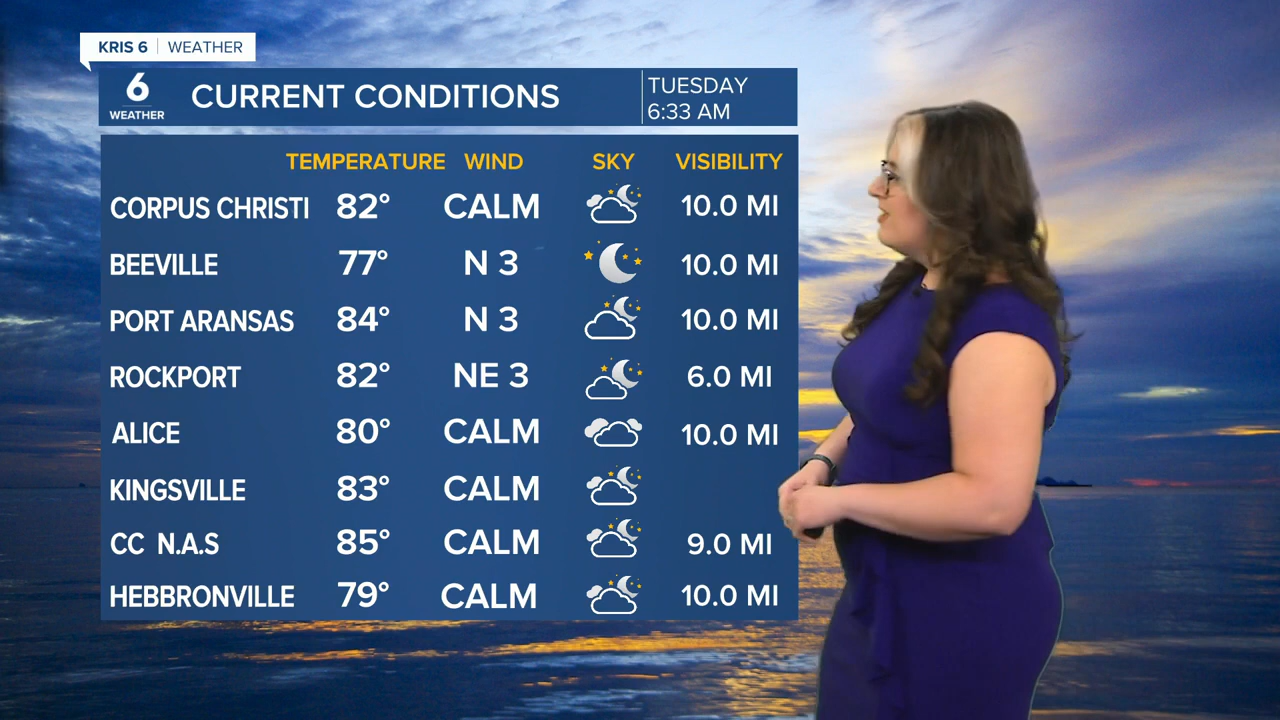 KRIS 6 | WEATHER
6
WEATHER
CURRENT CONDITIONS
TUESDAY
6:33 AM
TEMPERATURE WIND SKY VISIBILITY
CORPUS CHRISTI 82° CALM 10.0 MI
BEEVILLE 77° N 3 10.0 MI
PORT ARANSAS 84° N 3 10.0 MI
ROCKPORT 82° NE 3 6.0 MI
ALICE 80° CALM 10.0 MI
KINGSVILLE 83° CALM
CC N.A.S 85° CALM 9.0 MI
HEBBRONVILLE 79° CALM 10.0 MI